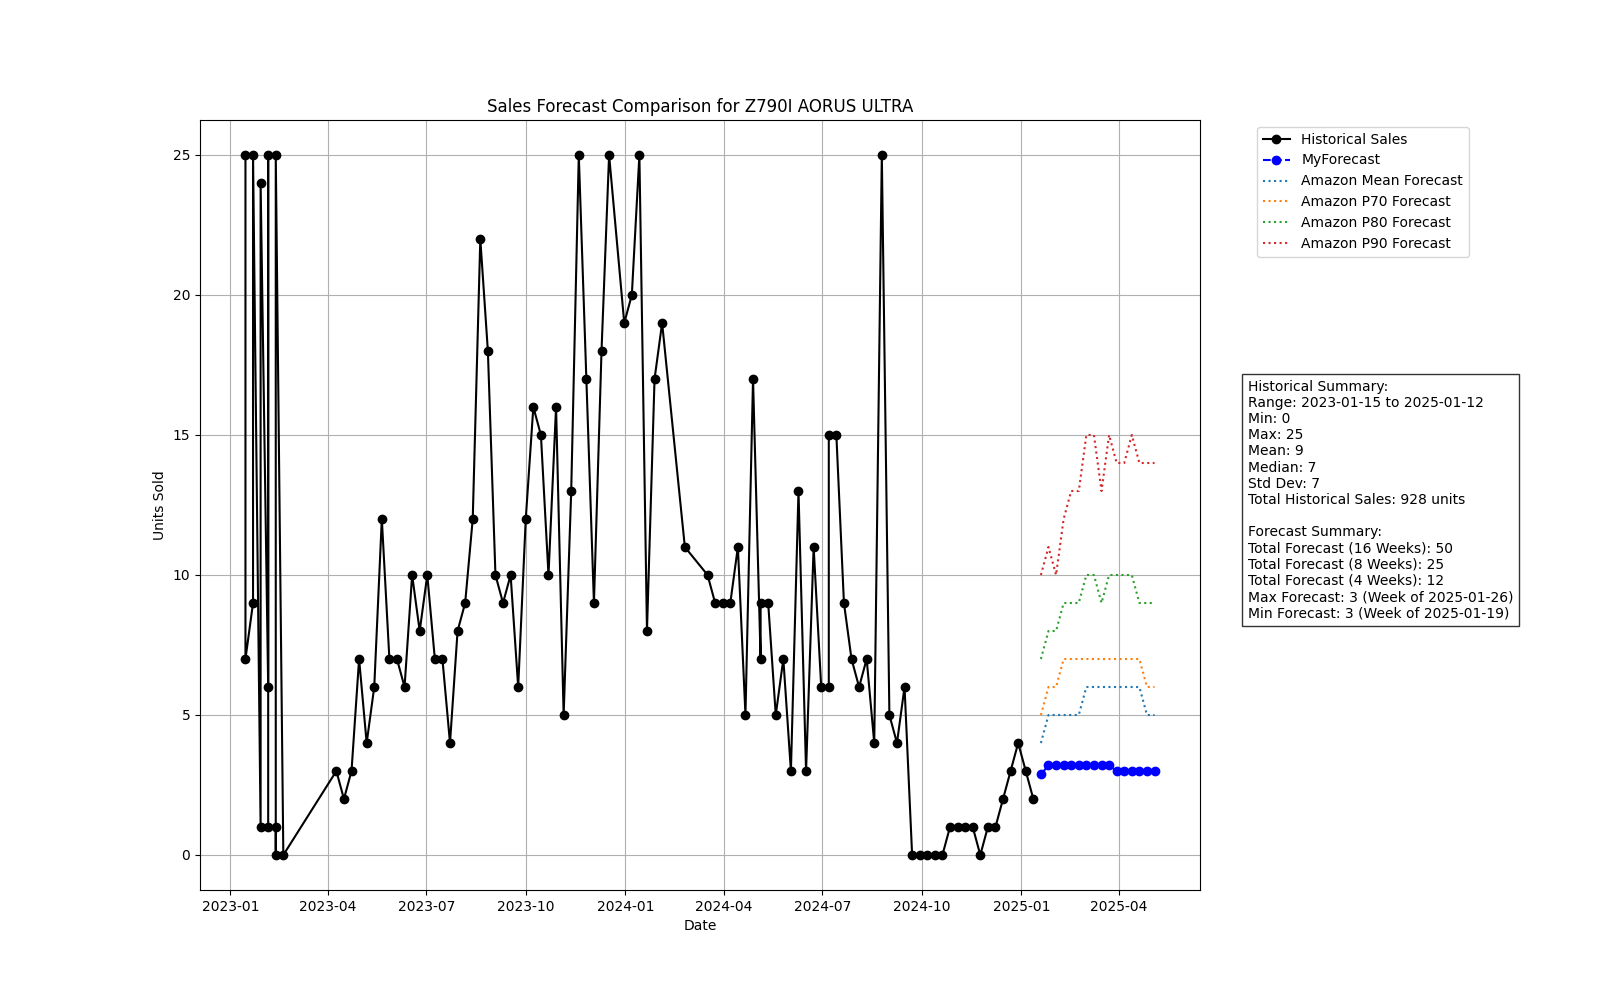 Sales Forecast Comparison for Z790I AORUS ULTRA
Historical Sales
MyForecast
Amazon Mean Forecast
Amazon P70 Forecast
Amazon P80 Forecast
Amazon P90 Forecast
25
20
15
10
5
0
Units Sold
Historical Summary:
Range: 2023-01-15 to 2025-01-12
Min: 0
Max: 25
Mean: 9
Median: 7
Std Dev: 7
Total Historical Sales: 928 units
Forecast Summary:
Total Forecast (16 Weeks): 50
Total Forecast (8 Weeks): 25
Total Forecast (4 Weeks): 12
Max Forecast: 3 (Week of 2025-01-26)
Min Forecast: 3 (Week of 2025-01-19)
2023-01 2023-04 2023-07 2023-10 2024-01 2024-04 2024-07 2024-10 2025-01 2025-04
Date